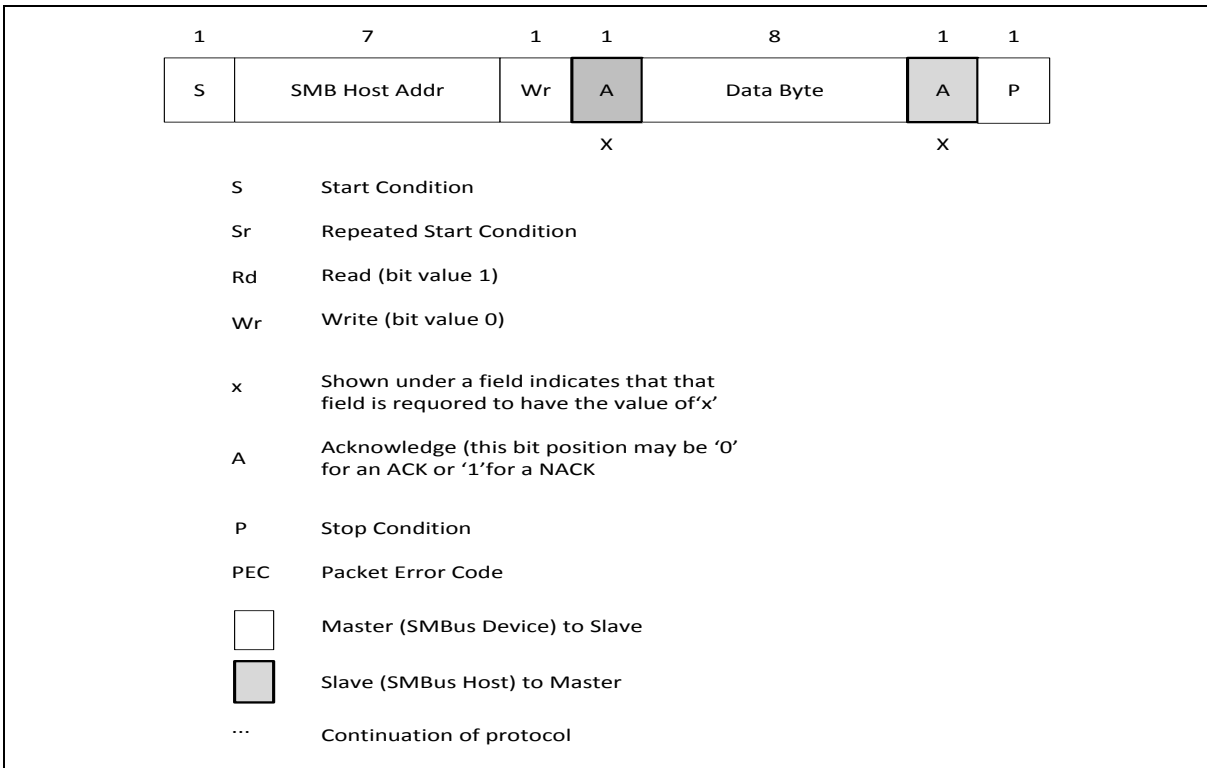 1 7 1 1 8 1 1
S SMB Host Addr Wr A Data Byte A P
X X
S Start Condition
Sr Repeated Start Condition
Rd Read (bit value 1)
Wr Write (bit value 0)
x Shown under a field indicates that that
field is requored to have the value of‘x’
A Acknowledge (this bit position may be ‘0’
for an ACK or ‘1’for a NACK
P Stop Condition
PEC Packet Error Code
Master (SMBus Device) to Slave
Slave (SMBus Host) to Master
... Continuation of protocol